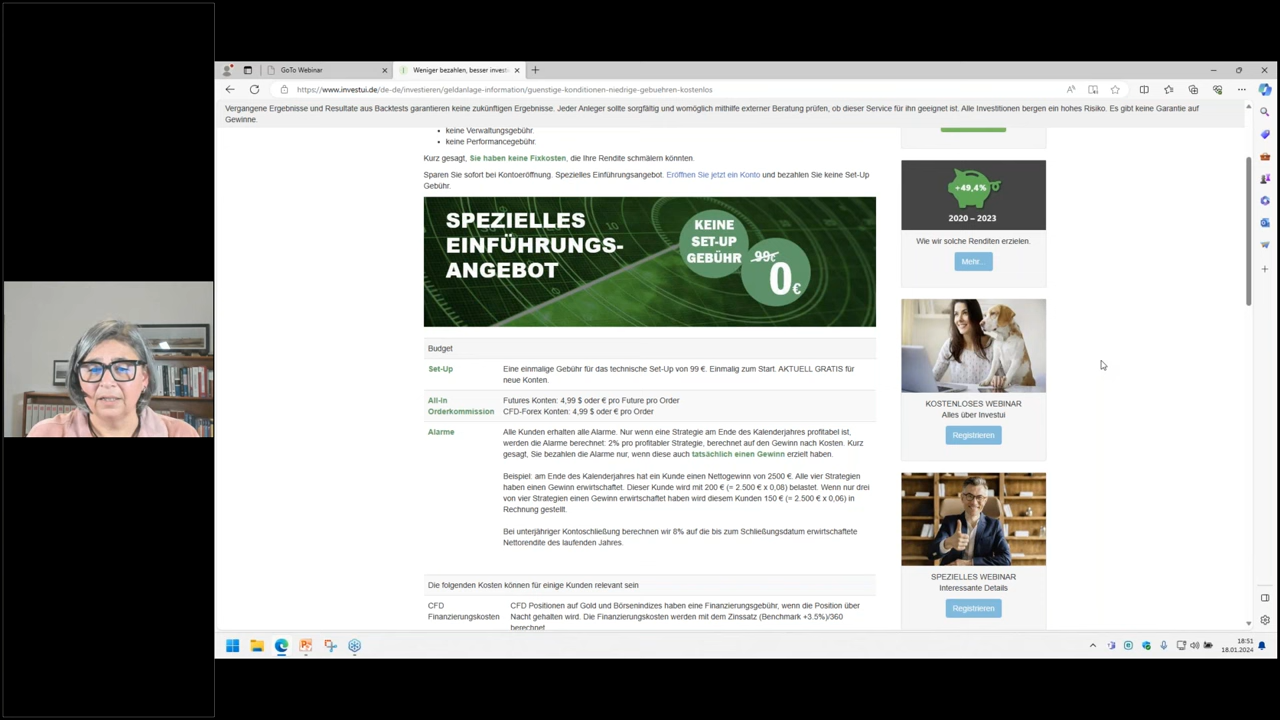 GoTo Webinar
Weniger bezahlen, besser invest
https://www.investui.de/de-de/investieren/geldanlage-information/guenstige-konditionen-niedrige-gebuehren-kostenlos
Vergangene Ergebnisse und Resultate aus Backtests garantieren keine zukünftigen Ergebnisse. Jeder Anleger sollte sorgfältig und womöglich mithilfe externer Beratung prüfen, ob dieser Service für ihn geeignet ist. Alle Investitionen bergen ein hohes Risiko. Es gibt keine Garantie auf
Gewinne.
• keine Verwaltungsgebühr.
• keine Performancegebühr.
Kurz gesagt, Sie haben keine Fixkosten, die Ihre Rendite schmälern könnten.
Sparen Sie sofort bei Kontoeröffnung. Spezielles Einführungsangebot. Eröffnen Sie jetzt ein Konto und bezahlen Sie keine Set-Up
Gebühr.
SPEZIELLES
EINFÜHRUNGS-
ANGEBOT
KEINE
SET-UP
GEBÜHR
99€
0€
Budget
Set-Up
Eine einmalige Gebühr für das technische Set-Up von 99 €. Einmalig zum Start. AKTUELL GRATIS für
neue Konten.
All-In
Orderkommission
Futures Konten: 4,99 $ oder € pro Future pro Order
CFD-Forex Konten: 4,99 $ oder € pro Order
Alarme
Alle Kunden erhalten alle Alarme. Nur wenn eine Strategie am Ende des Kalenderjahres profitabel ist,
werden die Alarme berechnet: 2% pro profitabler Strategie, berechnet auf den Gewinn nach Kosten. Kurz
gesagt, Sie bezahlen die Alarme nur, wenn diese auch tatsächlich einen Gewinn erzielt haben.
Beispiel: am Ende des Kalenderjahres hat ein Kunde einen Nettogewinn von 2500 €. Alle vier Strategien
haben einen Gewinn erwirtschaftet. Dieser Kunde wird mit 200 € (= 2.500 € x 0,08) belastet. Wenn nur drei
von vier Strategien einen Gewinn erwirtschaftet haben wird diesem Kunden 150 € (= 2.500 € x 0,06) in
Rechnung gestellt.
Bei unterjähriger Kontoschließung berechnen wir 8% auf die bis zum Schließungsdatum erwirtschaftete
Nettorendite des laufenden Jahres.
Die folgenden Kosten können für einige Kunden relevant sein
CFD
Finanzierungskosten
CFD Positionen auf Gold und Börsenindizes haben eine Finanzierungsgebühr, wenn die Position über
Nacht gehalten wird. Die Finanzierungskosten werden mit dem Zinssatz (Benchmark +3.5%)/360
berechnet
+49,4%
2020 – 2023
Wie wir solche Renditen erzielen.
Mehr...
KOSTENLOSES WEBINAR
Alles über Investui
Registrieren
SPEZIELLES WEBINAR
Interessante Details
Registrieren
18:51
18.01.2024